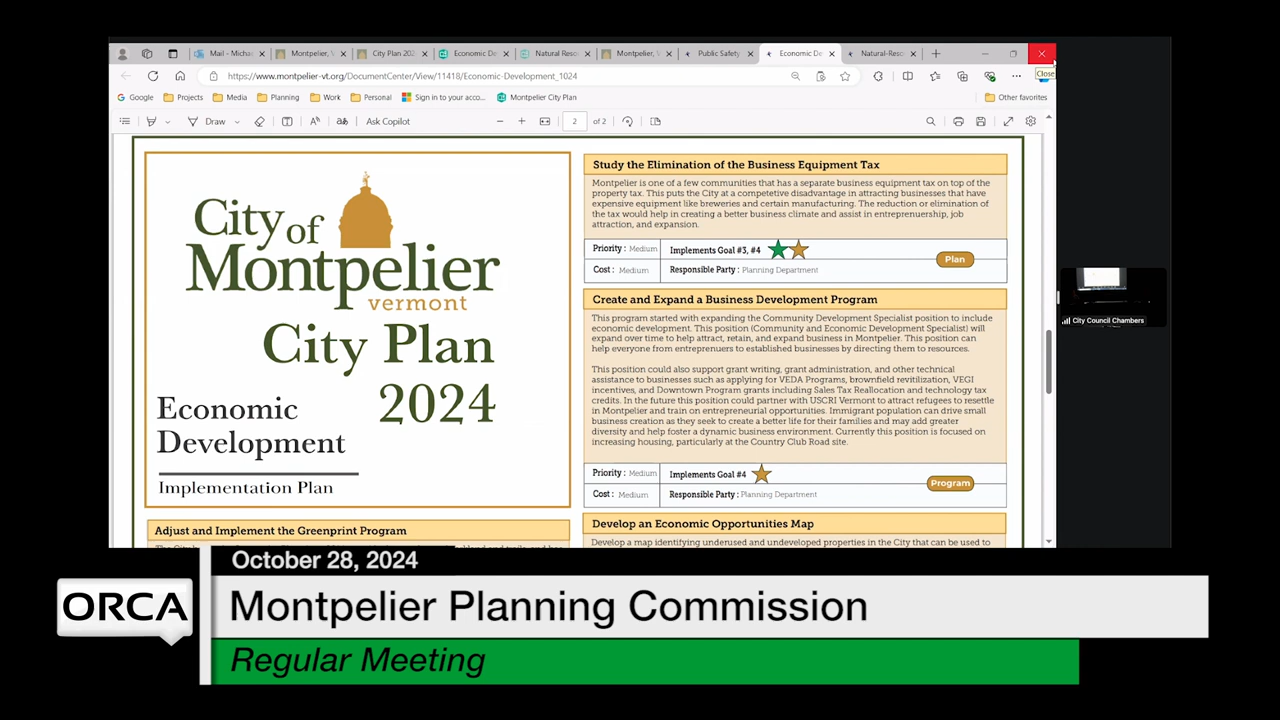 Mail - Micha
Montpelier, V
City Plan 202
Economic De
Natural Reso
Montpelier, V
Public Safety
Economic De
Natural-Reso
https://www.montpelier-vt.org/DocumentCenter/View/11418/Economic-Development_1024
Close
Google
Projects
Media
Planning
Work
Personal
Sign in to your acco...
Montpelier City Plan
Other favorites
Draw
Ask Copilot
2
of 2
City of
Montpelier
vermont
City Plan
2024
Economic
Development
Implementation Plan
Adjust and Implement the Greenprint Program
Study the Elimination of the Business Equipment Tax
Montpelier is one of a few communities that has a separate business equipment tax on top of the
property tax. This puts the City at a competetive disadvantage in attracting businesses that have
expensive equipment like breweries and certain manufacturing. The reduction or elimination of
the tax would help in creating a better business climate and assist in entreprenuership, job
attraction, and expansion.
Priority : Medium
Implements Goal #3, #4
Plan
Cost : Medium
Responsible Party : Planning Department
Create and Expand a Business Development Program
This program started with expanding the Community Development Specialist position to include
economic development. This position (Community and Economic Development Specialist) will
expand over time to help attract, retain, and expand business in Montpelier. This position can
help everyone from entreprenuers to established businesses by directing them to resources.
This position could also support grant writing, grant administration, and other technical
assistance to businesses such as applying for VEDA Programs, brownfield revitilization, VEGI
incentives, and Downtown Program grants including Sales Tax Reallocation and technology tax
credits. In the future this position could partner with USCRI Vermont to attract refugees to resettle
in Montpelier and train on entrepreneurial opportunities. Immigrant population can drive small
business creation as they seek to create a better life for their families and may add greater
diversity and help foster a dynamic business environment. Currently this position is focused on
increasing housing, particularly at the Country Club Road site.
Priority : Medium
Implements Goal #4
Program
Cost : Medium
Responsible Party : Planning Department
Develop an Economic Opportunities Map
Develop a map identifying underused and undeveloped properties in the City that can be used to
City Council Chambers
October 28, 2024
ORCA
Montpelier Planning Commission
Regular Meeting